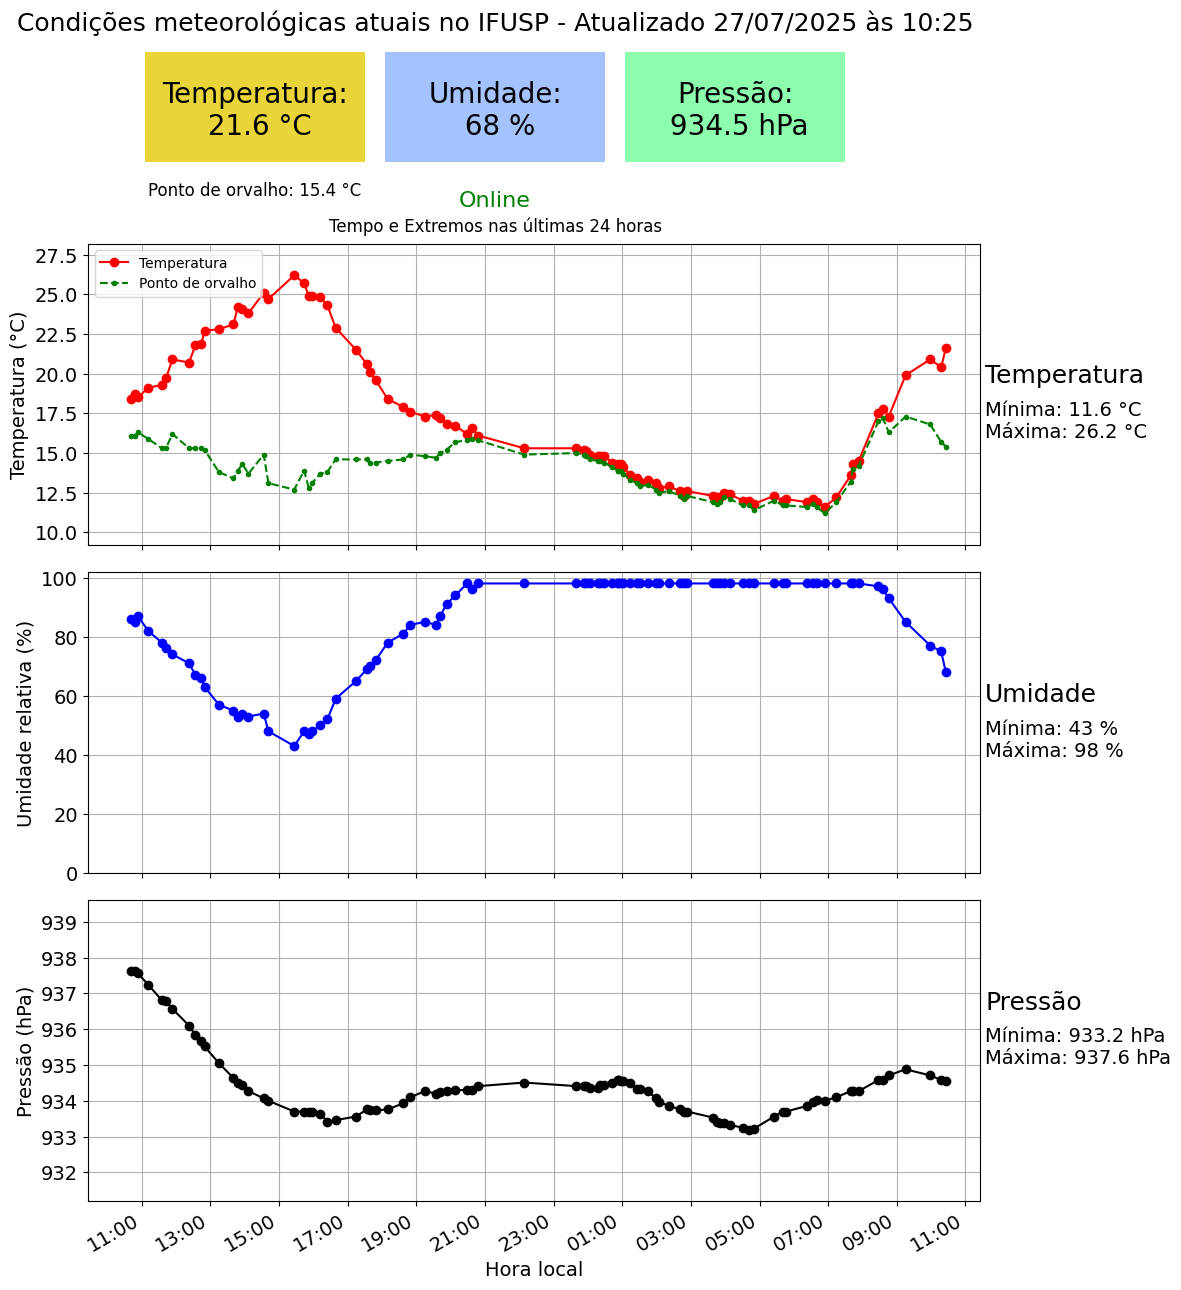 Condições meteorológicas atuais no IFUSP - Atualizado 27/07/2025 às 10:25
Temperatura:
21.6 °C
Umidade:
68 %
Pressão:
934.5 hPa
Ponto de orvalho: 15.4 °C
Online
Tempo e Extremos nas últimas 24 horas
Temperatura (°C)
27.5
25.0
22.5
20.0
17.5
15.0
12.5
10.0
Temperatura
Ponto de orvalho
Temperatura
Mínima: 11.6 °C
Máxima: 26.2 °C
Umidade relativa (%)
100
80
60
40
20
0
Umidade
Mínima: 43 %
Máxima: 98 %
Pressão (hPa)
939
938
937
936
935
934
933
932
Pressão
Mínima: 933.2 hPa
Máxima: 937.6 hPa
11:00 13:00 15:00 17:00 19:00 21:00 23:00 01:00 03:00 05:00 07:00 09:00 11:00
Hora local